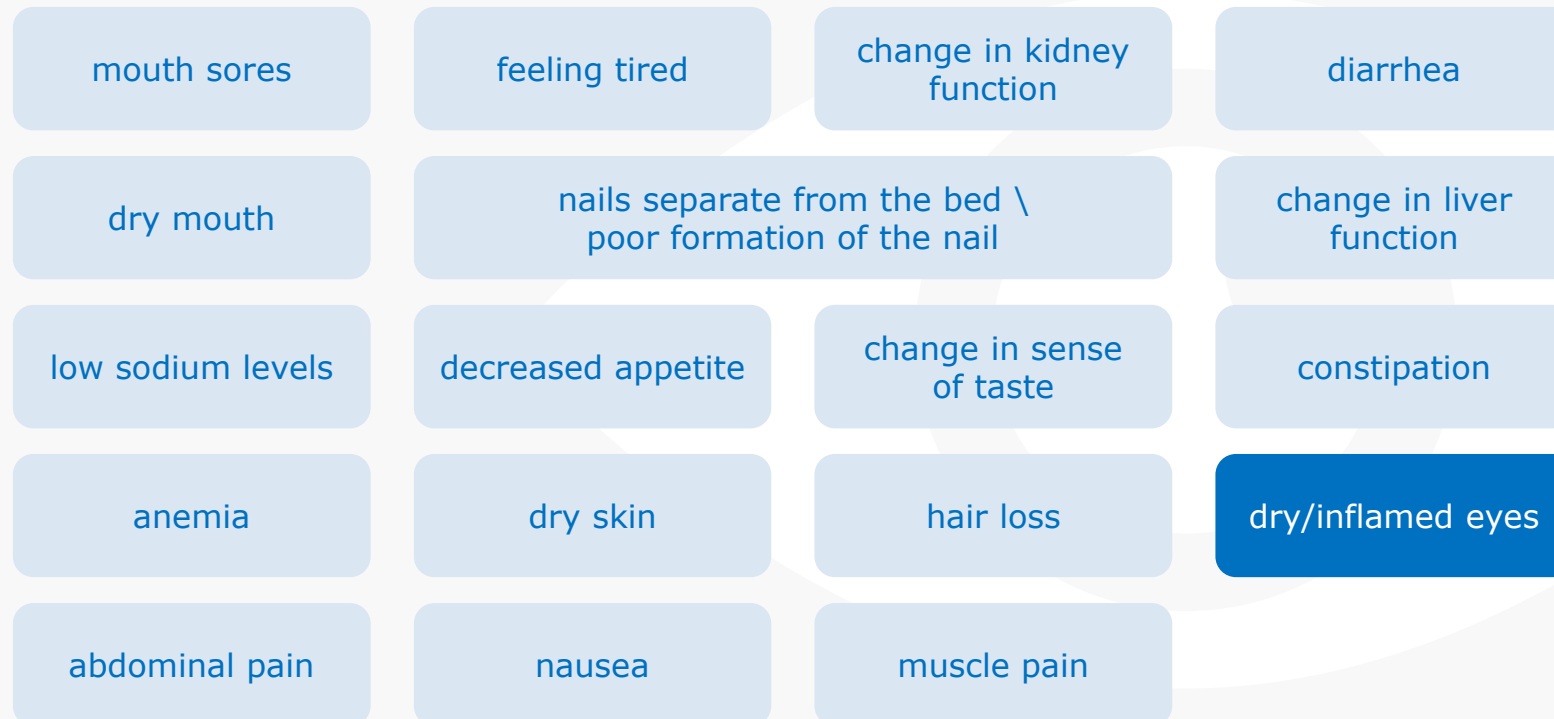 mouth sores
feeling tired
change in kidney
function
diarrhea
dry mouth
nails separate from the bed \
poor formation of the nail
change in liver
function
low sodium levels
decreased appetite
change in sense
of taste
constipation
anemia
dry skin
hair loss
dry/inflamed eyes
abdominal pain
nausea
muscle pain